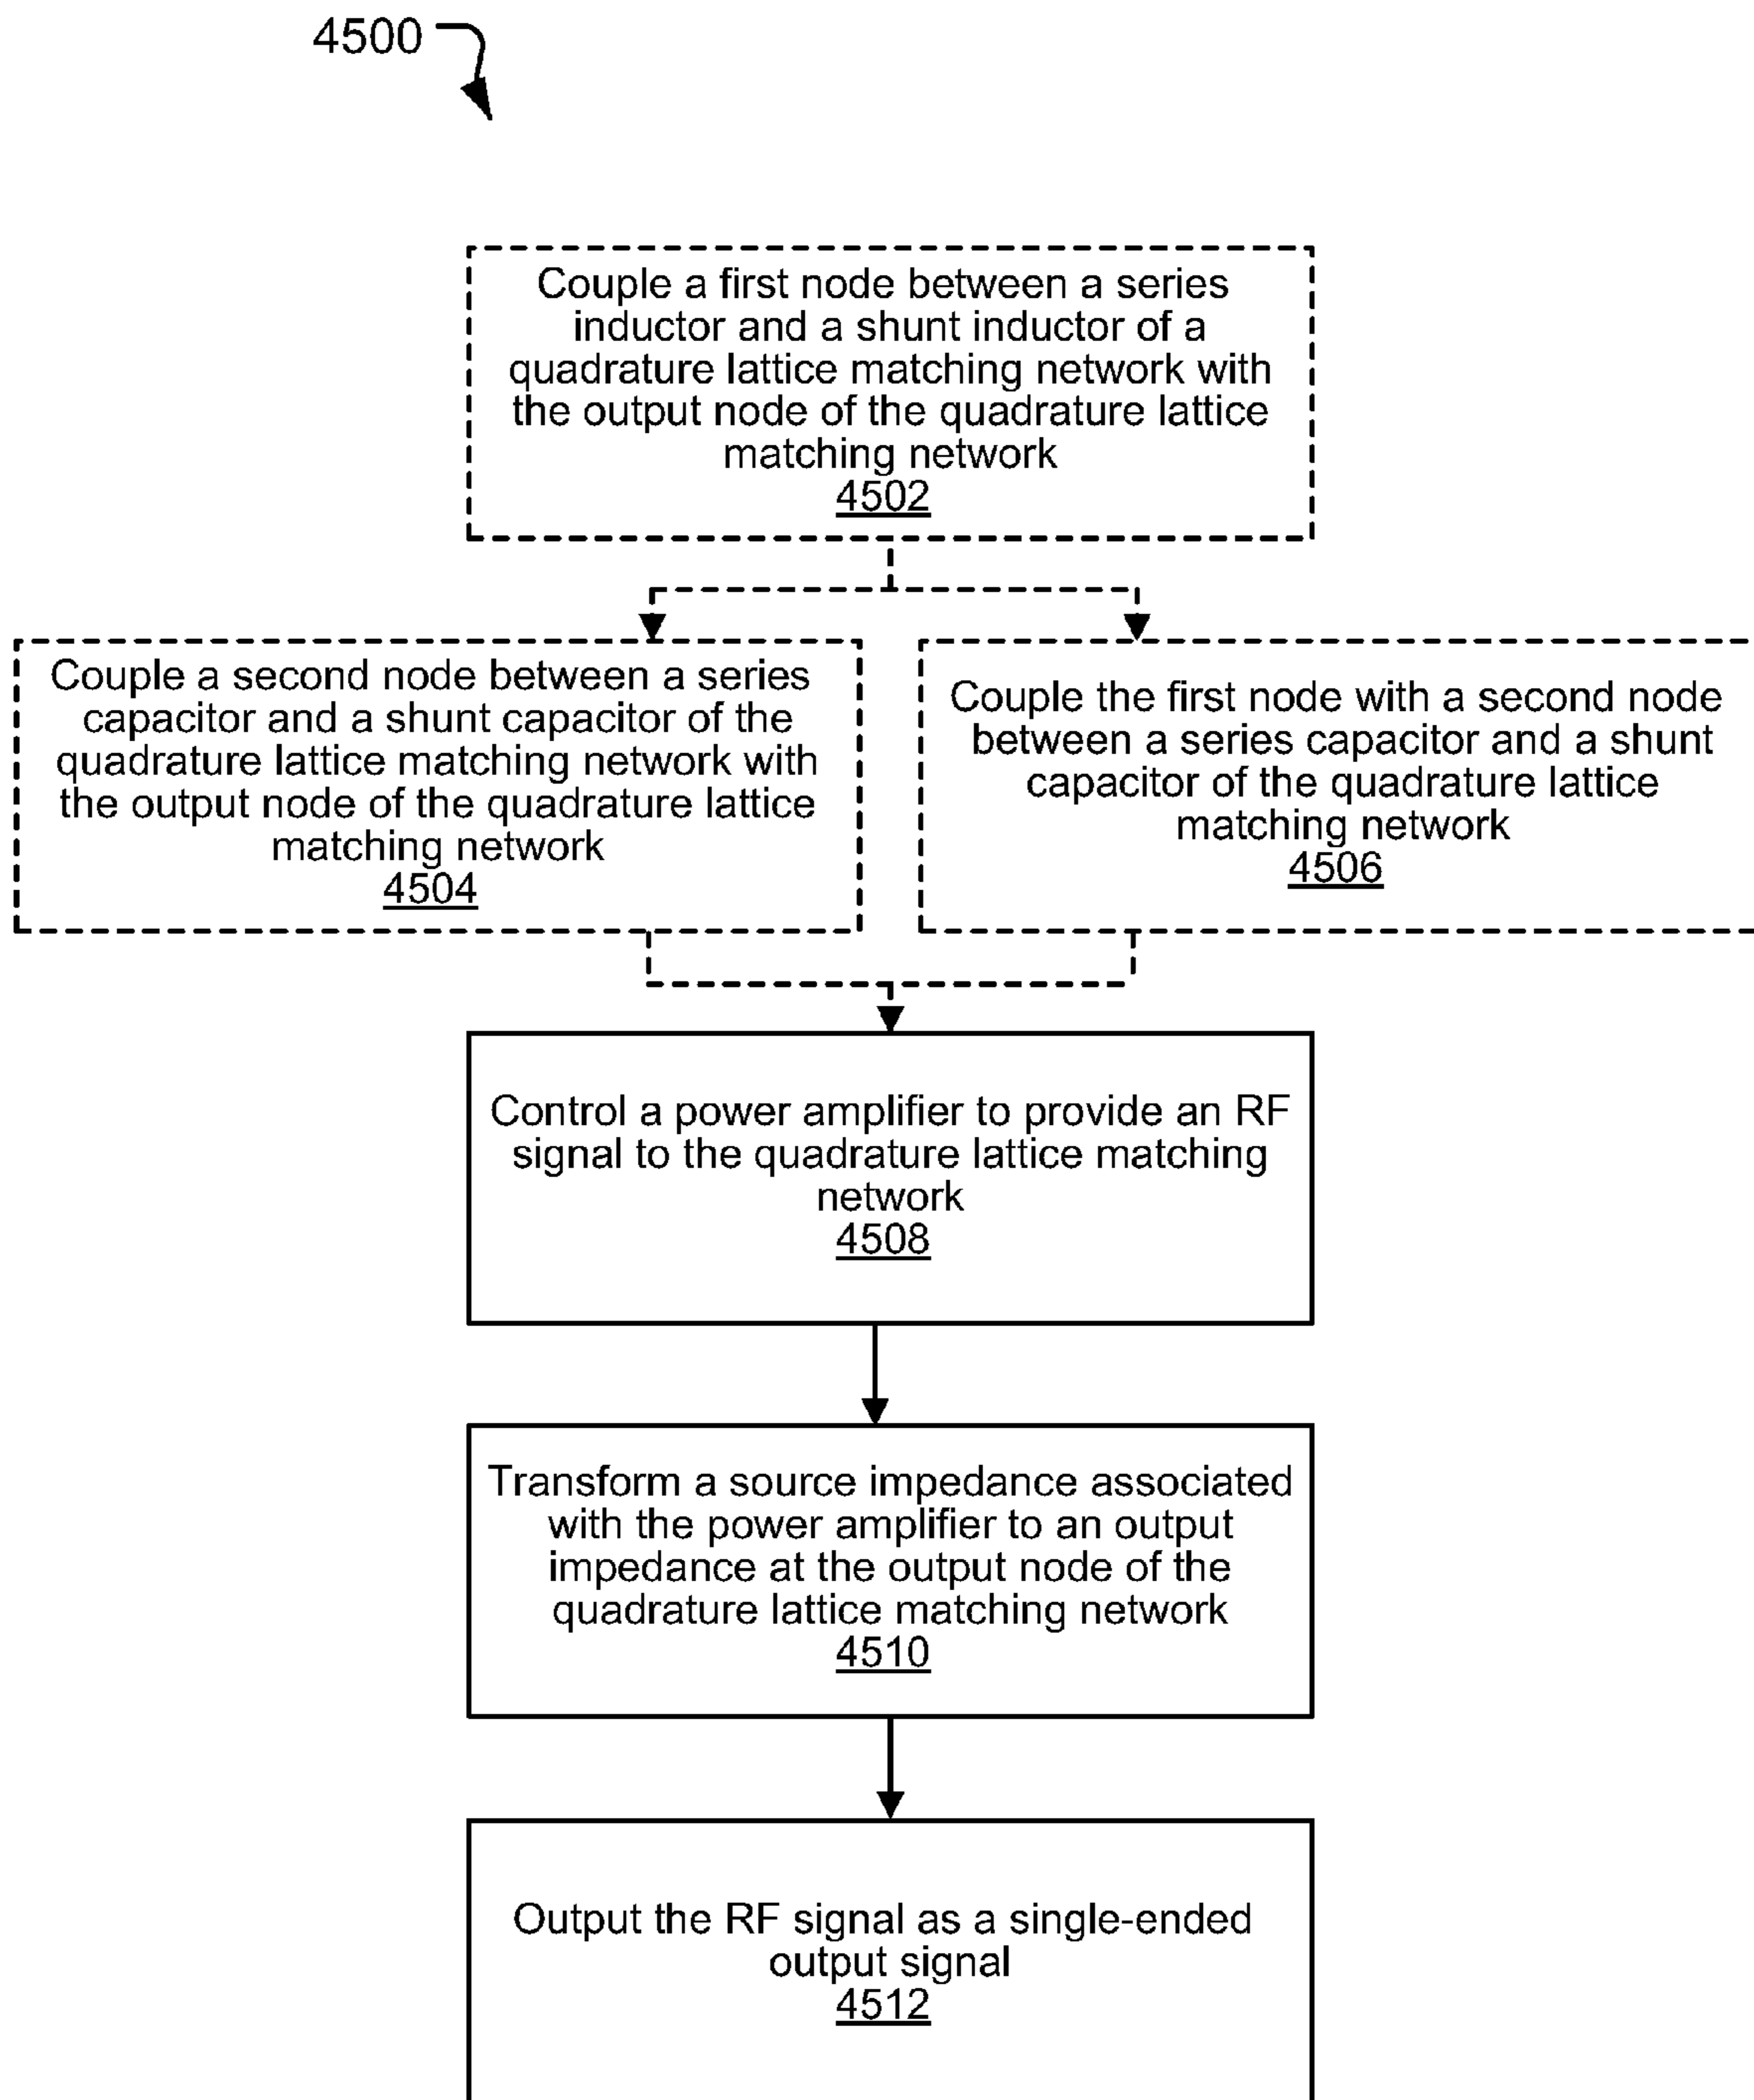 4500
Couple a first node between a series
inductor and a shunt inductor of a
quadrature lattice matching network with
the output node of the quadrature lattice
matching network
4502
Couple a second node between a series
capacitor and a shunt capacitor of the
quadrature lattice matching network with
the output node of the quadrature lattice
matching network
4504
Couple the first node with a second node
between a series capacitor and a shunt
capacitor of the quadrature lattice
matching network
4506
Control a power amplifier to provide an RF
signal to the quadrature lattice matching
network
4508
Transform a source impedance associated
with the power amplifier to an output
impedance at the output node of the
quadrature lattice matching network
4510
Output the RF signal as a single-ended
output signal
4512